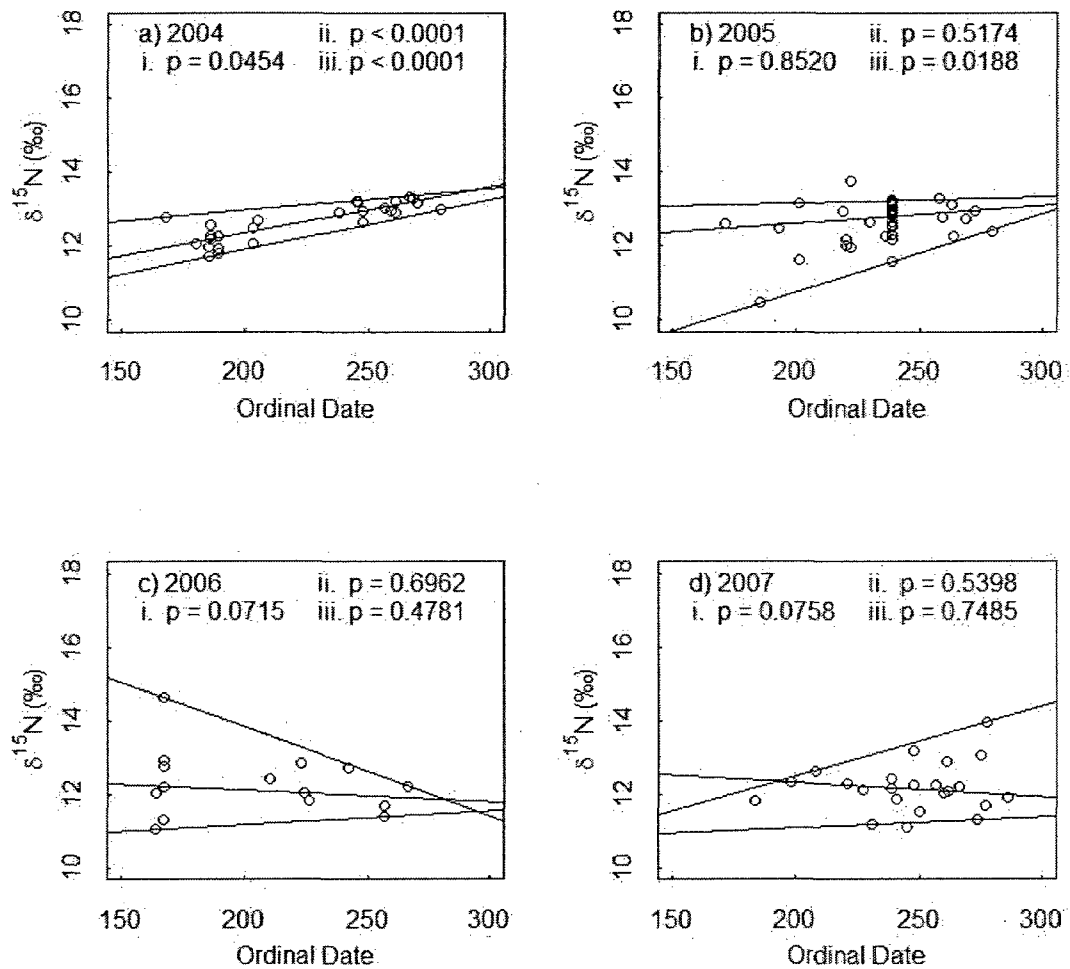 a) 2004 ii. p < 0.0001
i. p = 0.0454 iii. p < 0.0001
δ15N (‰)
18
16
14
12
10
150 200 250 300
Ordinal Date
b) 2005 ii. p = 0.5174
i. p = 0.8520 iii. p = 0.0188
δ15N (‰)
18
16
14
12
10
150 200 250 300
Ordinal Date
c) 2006 ii. p = 0.6962
i. p = 0.0715 iii. p = 0.4781
δ15N (‰)
18
16
14
12
10
150 200 250 300
Ordinal Date
d) 2007 ii. p = 0.5398
i. p = 0.0758 iii. p = 0.7485
δ15N (‰)
18
16
14
12
10
150 200 250 300
Ordinal Date